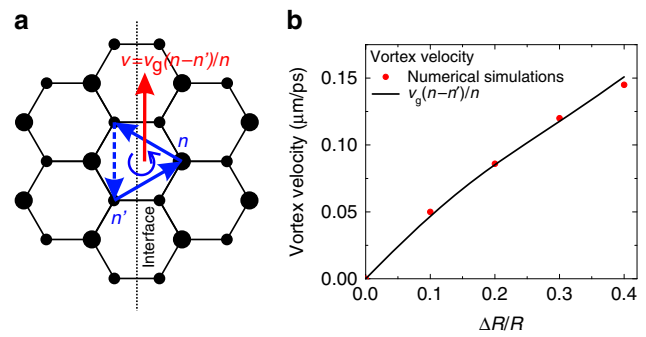 a
v=vg(n−n’)/n
n
n’
Interface
b
Vortex velocity (μm/ps)
0.15
0.10
0.05
0.00
Vortex velocity
Numerical simulations
vg(n−n’)/n
0.0 0.1 0.2 0.3 0.4
ΔR/R